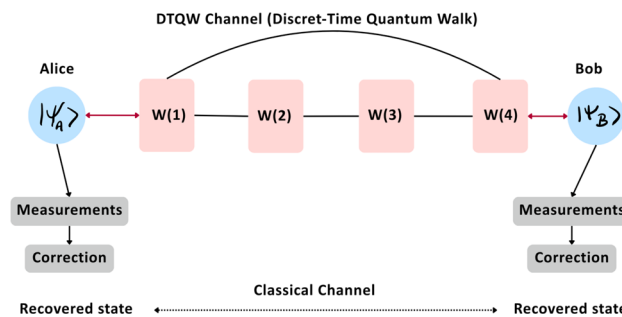 DTQW Channel (Discret-Time Quantum Walk)
Alice
Bob
|ψA⟩
W(1)
W(2)
W(3)
W(4)
|ψB⟩
Measurements
Measurements
Correction
Correction
Classical Channel
Recovered state
Recovered state